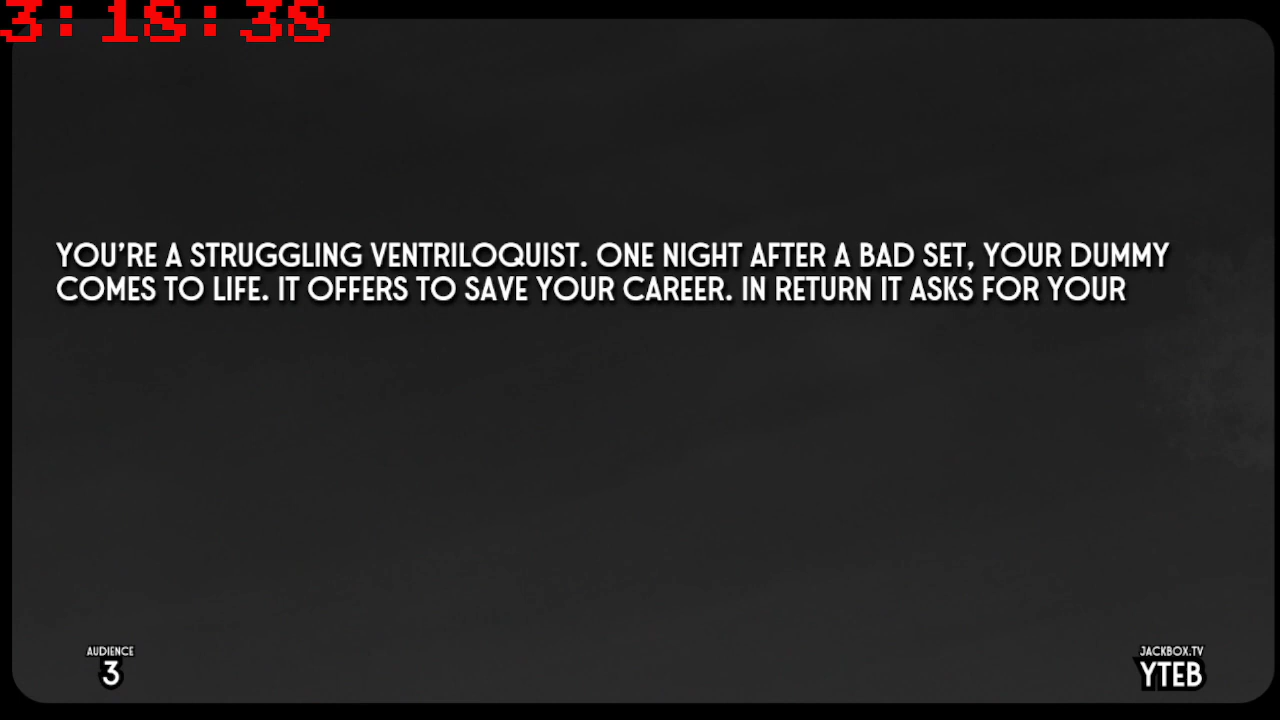 3:18:38
YOU'RE A STRUGGLING VENTRILOQUIST. ONE NIGHT AFTER A BAD SET, YOUR DUMMY
COMES TO LIFE. IT OFFERS TO SAVE YOUR CAREER. IN RETURN IT ASKS FOR YOUR
AUDIENCE
3
JACKBOX.TV
YTEB